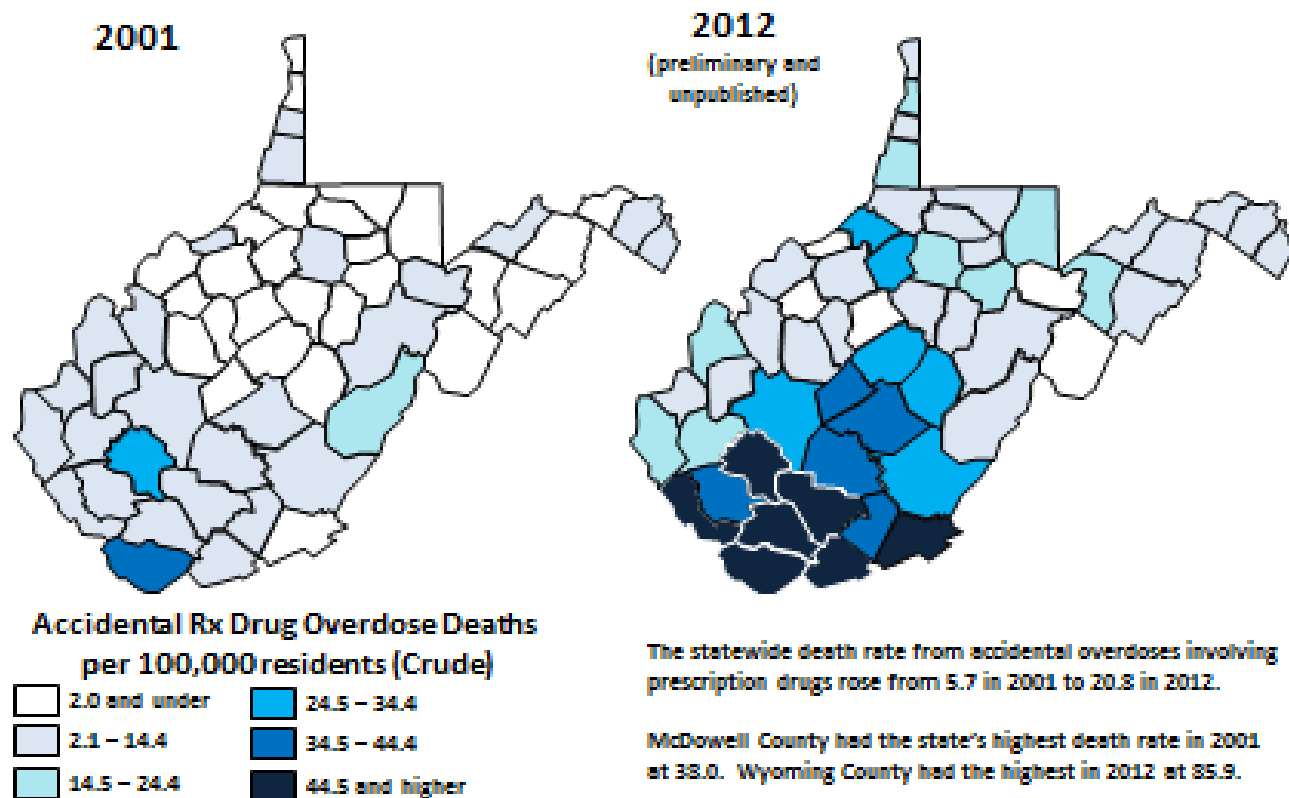 2001
2012
(preliminary and
unpublished)
Accidental Rx Drug Overdose Deaths
per 100,000 residents (Crude)
2.0 and under
2.1 – 14.4
14.5 – 24.4
24.5 – 34.4
34.5 – 44.4
44.5 and higher
The statewide death rate from accidental overdoses involving
prescription drugs rose from 5.7 in 2001 to 20.8 in 2012.
McDowell County had the state's highest death rate in 2001
at 38.0.  Wyoming County had the highest in 2012 at 85.9.